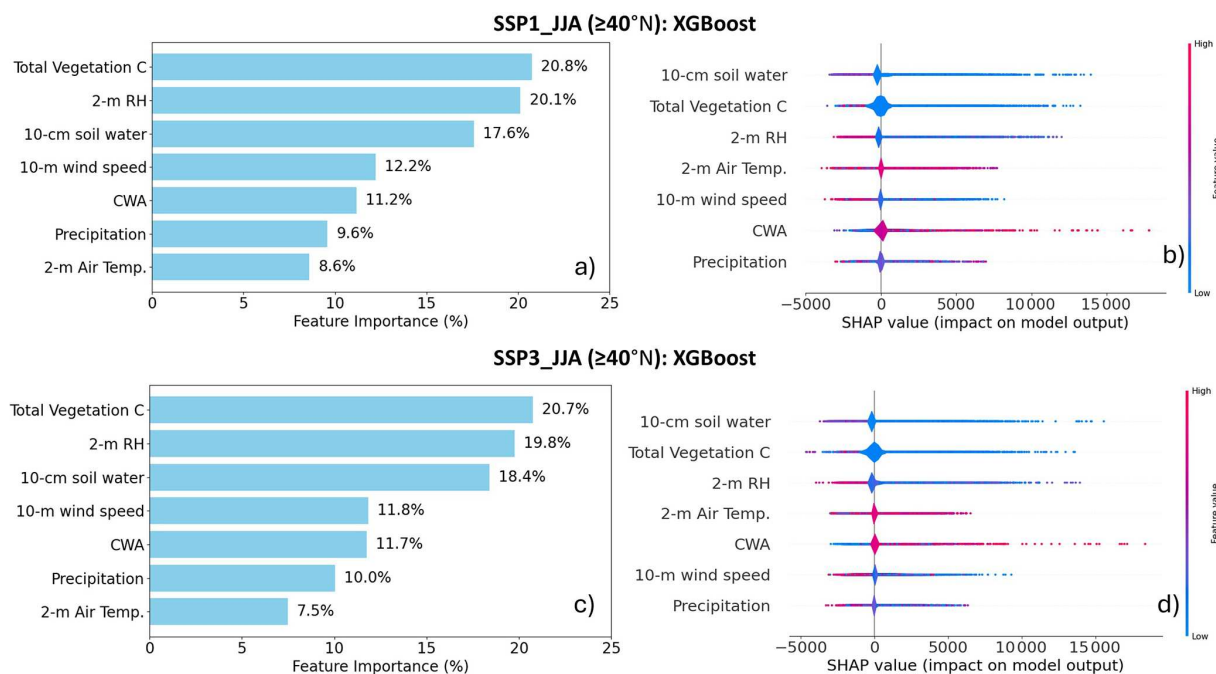 SSP1_JJA (≥40°N): XGBoost
Total Vegetation C
20.8%
2-m RH
20.1%
10-cm soil water
17.6%
10-m wind speed
12.2%
CWA
11.2%
Precipitation
9.6%
2-m Air Temp.
8.6%
a)
0 5 10 15 20 25
Feature Importance (%)
10-cm soil water
Total Vegetation C
2-m RH
2-m Air Temp.
10-m wind speed
CWA
Precipitation
b)
−5000 0 5000 10000 15000
SHAP value (impact on model output)
High
Feature value
Low
SSP3_JJA (≥40°N): XGBoost
Total Vegetation C
20.7%
2-m RH
19.8%
10-cm soil water
18.4%
10-m wind speed
11.8%
CWA
11.7%
Precipitation
10.0%
2-m Air Temp.
7.5%
c)
0 5 10 15 20 25
Feature Importance (%)
10-cm soil water
Total Vegetation C
2-m RH
2-m Air Temp.
CWA
10-m wind speed
Precipitation
d)
−5000 0 5000 10000 15000
SHAP value (impact on model output)
High
Feature value
Low